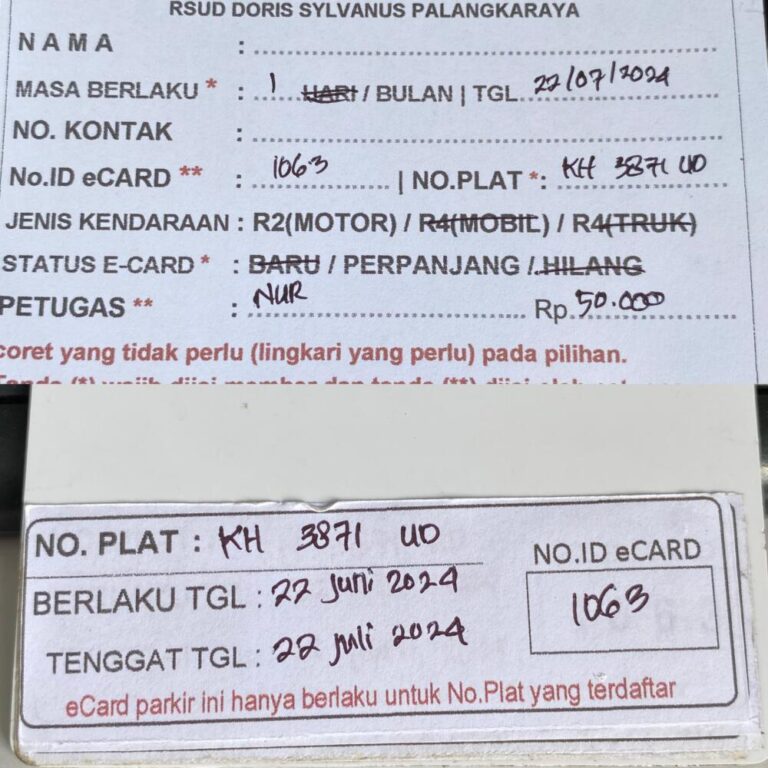 RSUD DORIS SYLVANUS PALANGKARAYA
NAMA : ..........
MASA BERLAKU * : 1 HARI / BULAN | TGL 22/07/2024
NO. KONTAK : ..........
No.ID eCARD ** : 1063 | NO.PLAT *: KH 3871 UO
JENIS KENDARAAN : R2(MOTOR) / R4(MOBIL) / R4(TRUK)
STATUS E-CARD * : BARU / PERPANJANG / HILANG
PETUGAS ** : NUR Rp. 50.000
coret yang tidak perlu (lingkari yang perlu) pada pilihan.
NO. PLAT : KH 3871 UO
BERLAKU TGL : 22 Juni 2024
TENGGAT TGL : 22 Juli 2024
NO.ID eCARD
1063
eCard parkir ini hanya berlaku untuk No.Plat yang terdaftar